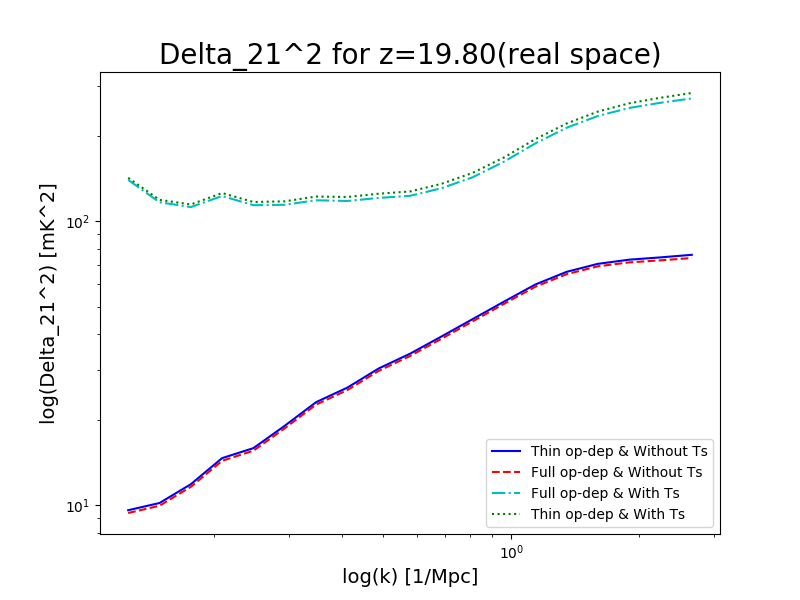 Delta_21^2 for z=19.80(real space)
log(Delta_21^2) [mK^2]
10^2
10^1
10^0
log(k) [1/Mpc]
Thin op-dep & Without Ts
Full op-dep & Without Ts
Full op-dep & With Ts
Thin op-dep & With Ts